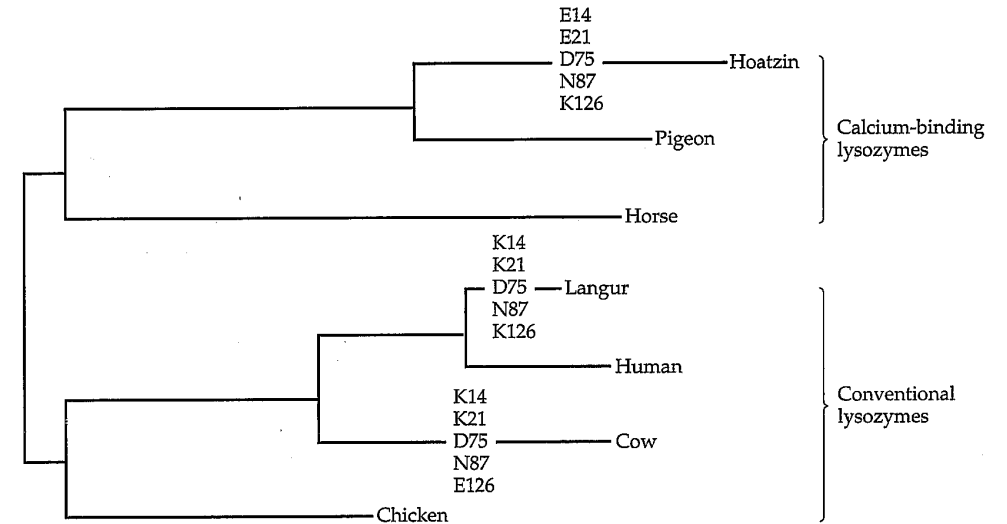 E14
E21
D75
N87
K126
Hoatzin
Pigeon
Calcium-binding
lysozymes
Horse
K14
K21
D75
N87
K126
Langur
Human
K14
K21
D75
N87
E126
Cow
Conventional
lysozymes
Chicken